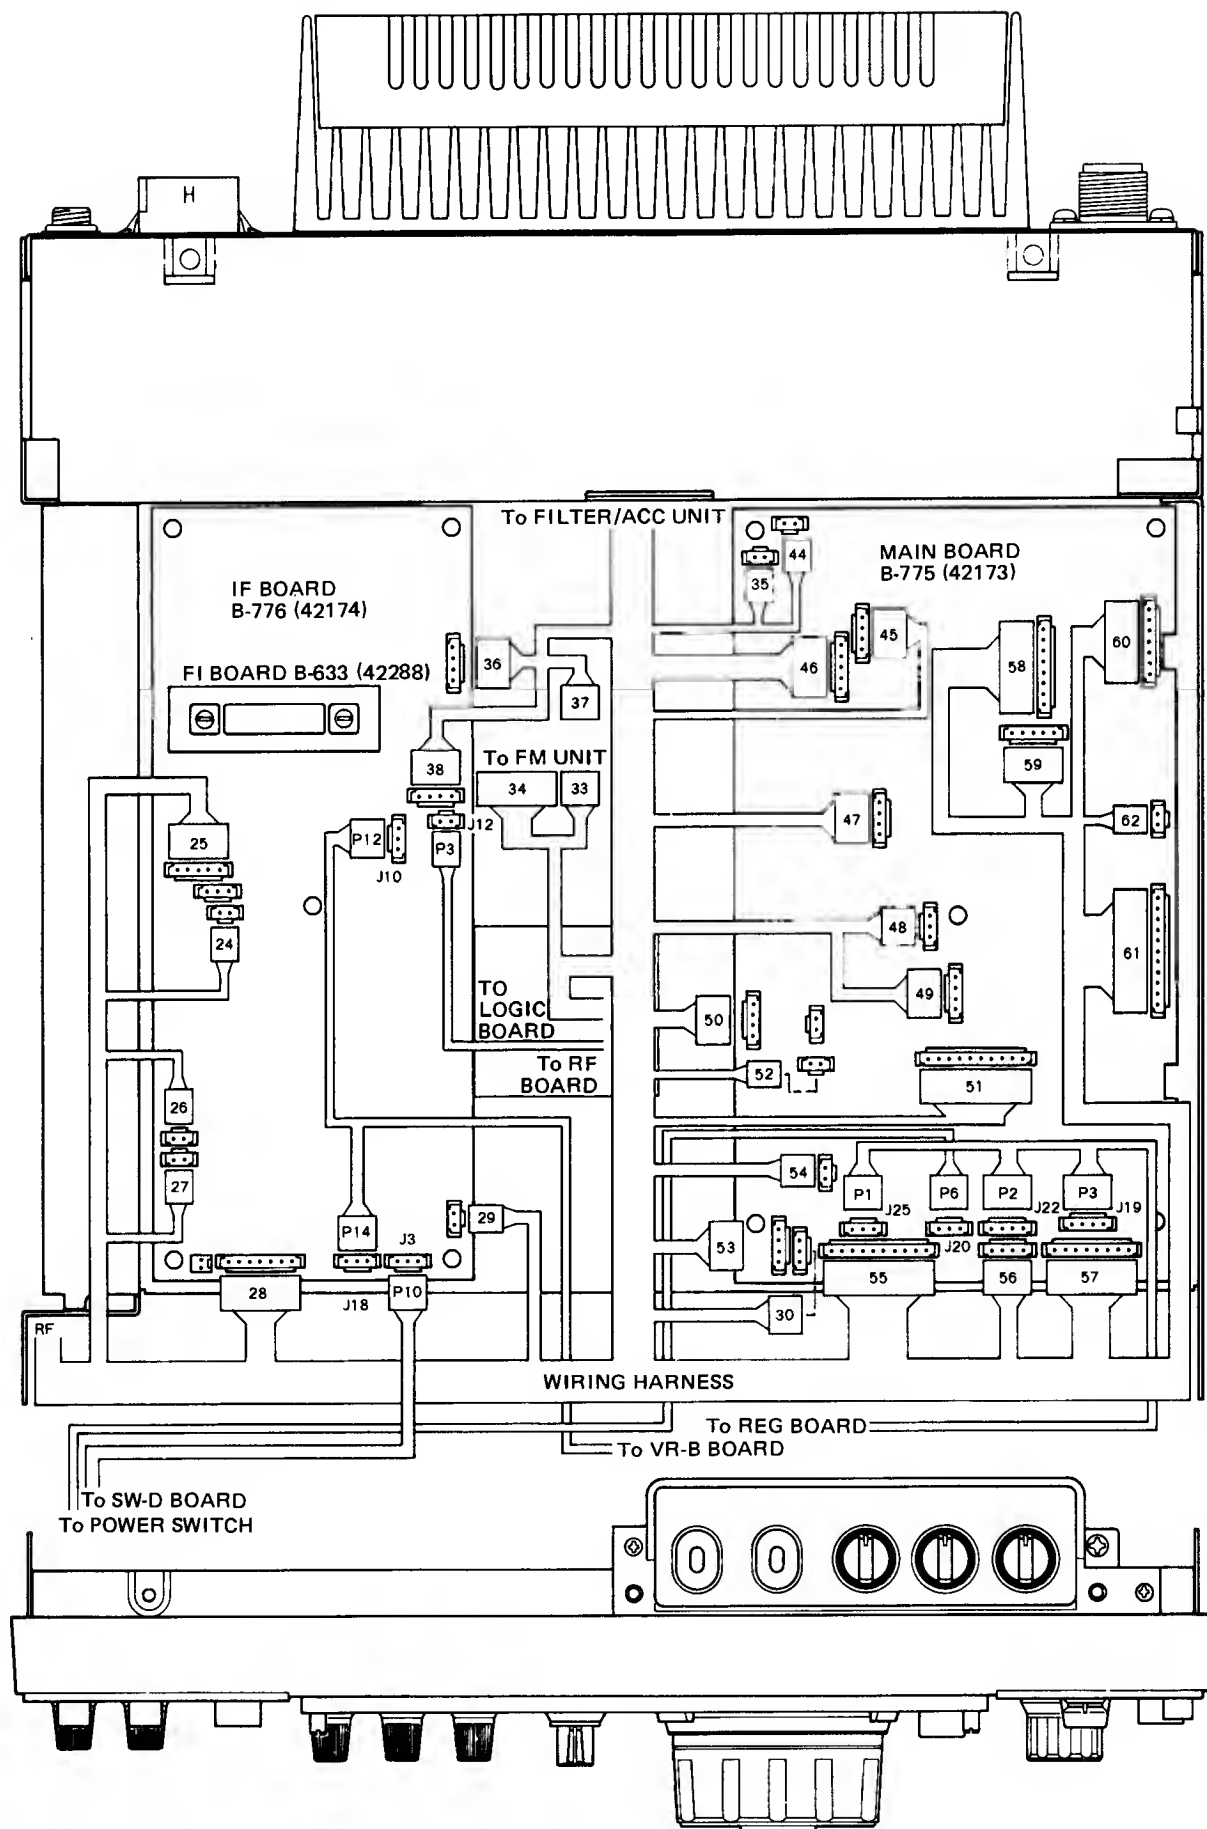 H
To FILTER/ACC UNIT
IF BOARD
B-776 (42174)
MAIN BOARD
B-775 (42173)
FI BOARD B-633 (42288)
44
35
45
46
36
37
58
60
59
38
To FM UNIT
34
33
25
P12
J12
P3
J10
47
62
24
48
61
49
TO
LOGIC
BOARD
50
To RF
BOARD
52
51
26
27
54
P1
P6
P2
P3
J25
J22
J19
J20
29
P14
J3
53
28
J18
P10
55
56
57
30
RF
WIRING HARNESS
To REG BOARD
To VR-B BOARD
To SW-D BOARD
To POWER SWITCH